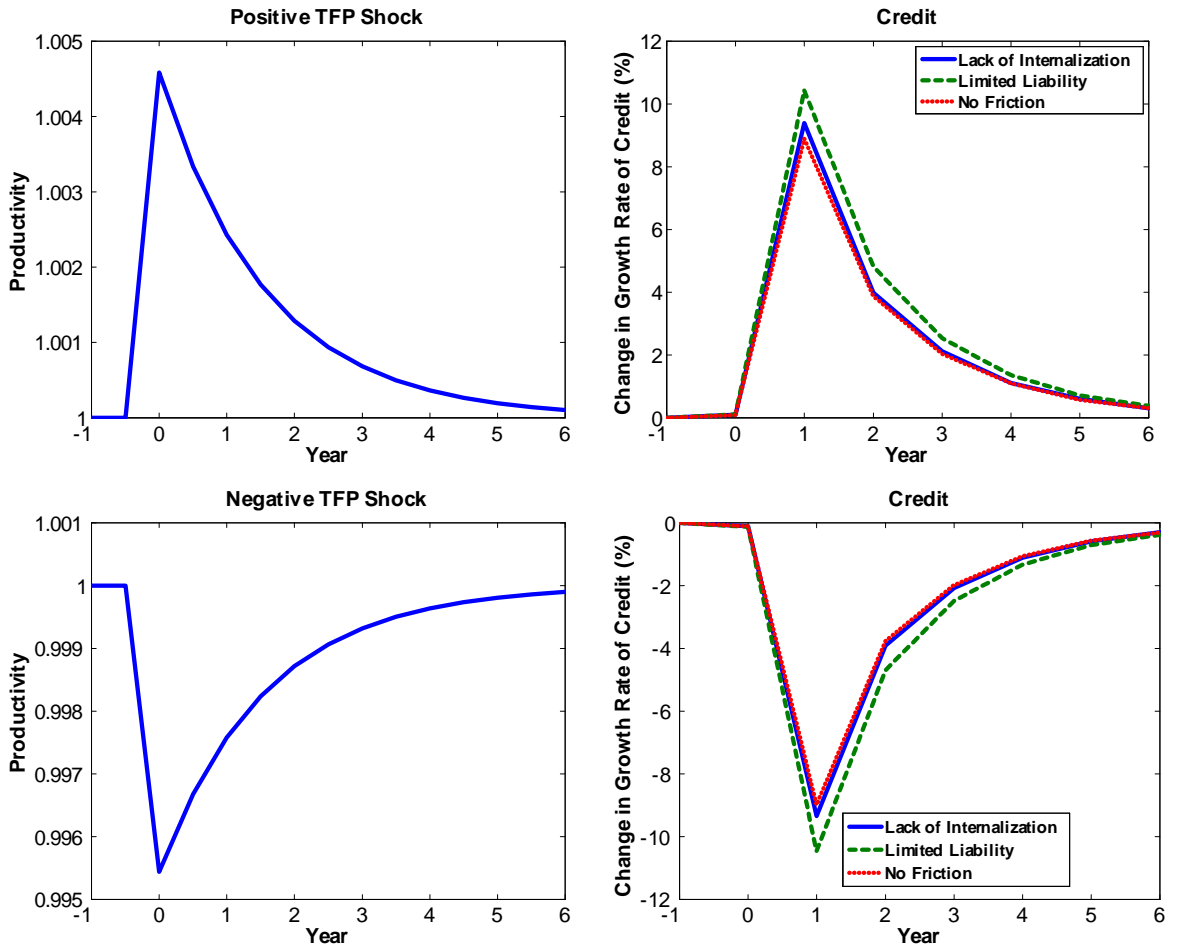 Positive TFP Shock
1.005
1.004
1.003
1.002
1.001
1
Productivity
-1 0 1 2 3 4 5 6
Year
Credit
12
10
8
6
4
2
0
Change in Growth Rate of Credit (%)
Lack of Internalization
Limited Liability
No Friction
-1 0 1 2 3 4 5 6
Year
Negative TFP Shock
1.001
1
0.999
0.998
0.997
0.996
0.995
Productivity
-1 0 1 2 3 4 5 6
Year
Credit
0
-2
-4
-6
-8
-10
-12
Change in Growth Rate of Credit (%)
Lack of Internalization
Limited Liability
No Friction
-1 0 1 2 3 4 5 6
Year